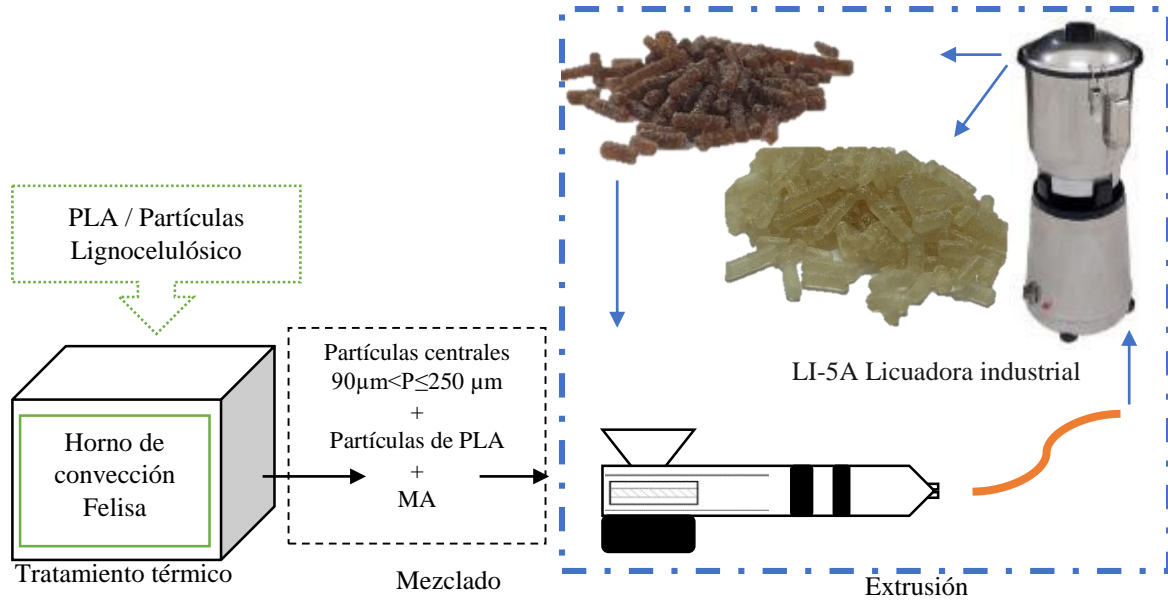 PLA / Partículas
Lignocelulósico
Horno de
convección
Felisa
Tratamiento térmico
Partículas centrales
90µm<P≤250 µm
+
Partículas de PLA
+
MA
Mezclado
LI-5A Licuadora industrial
Extrusión